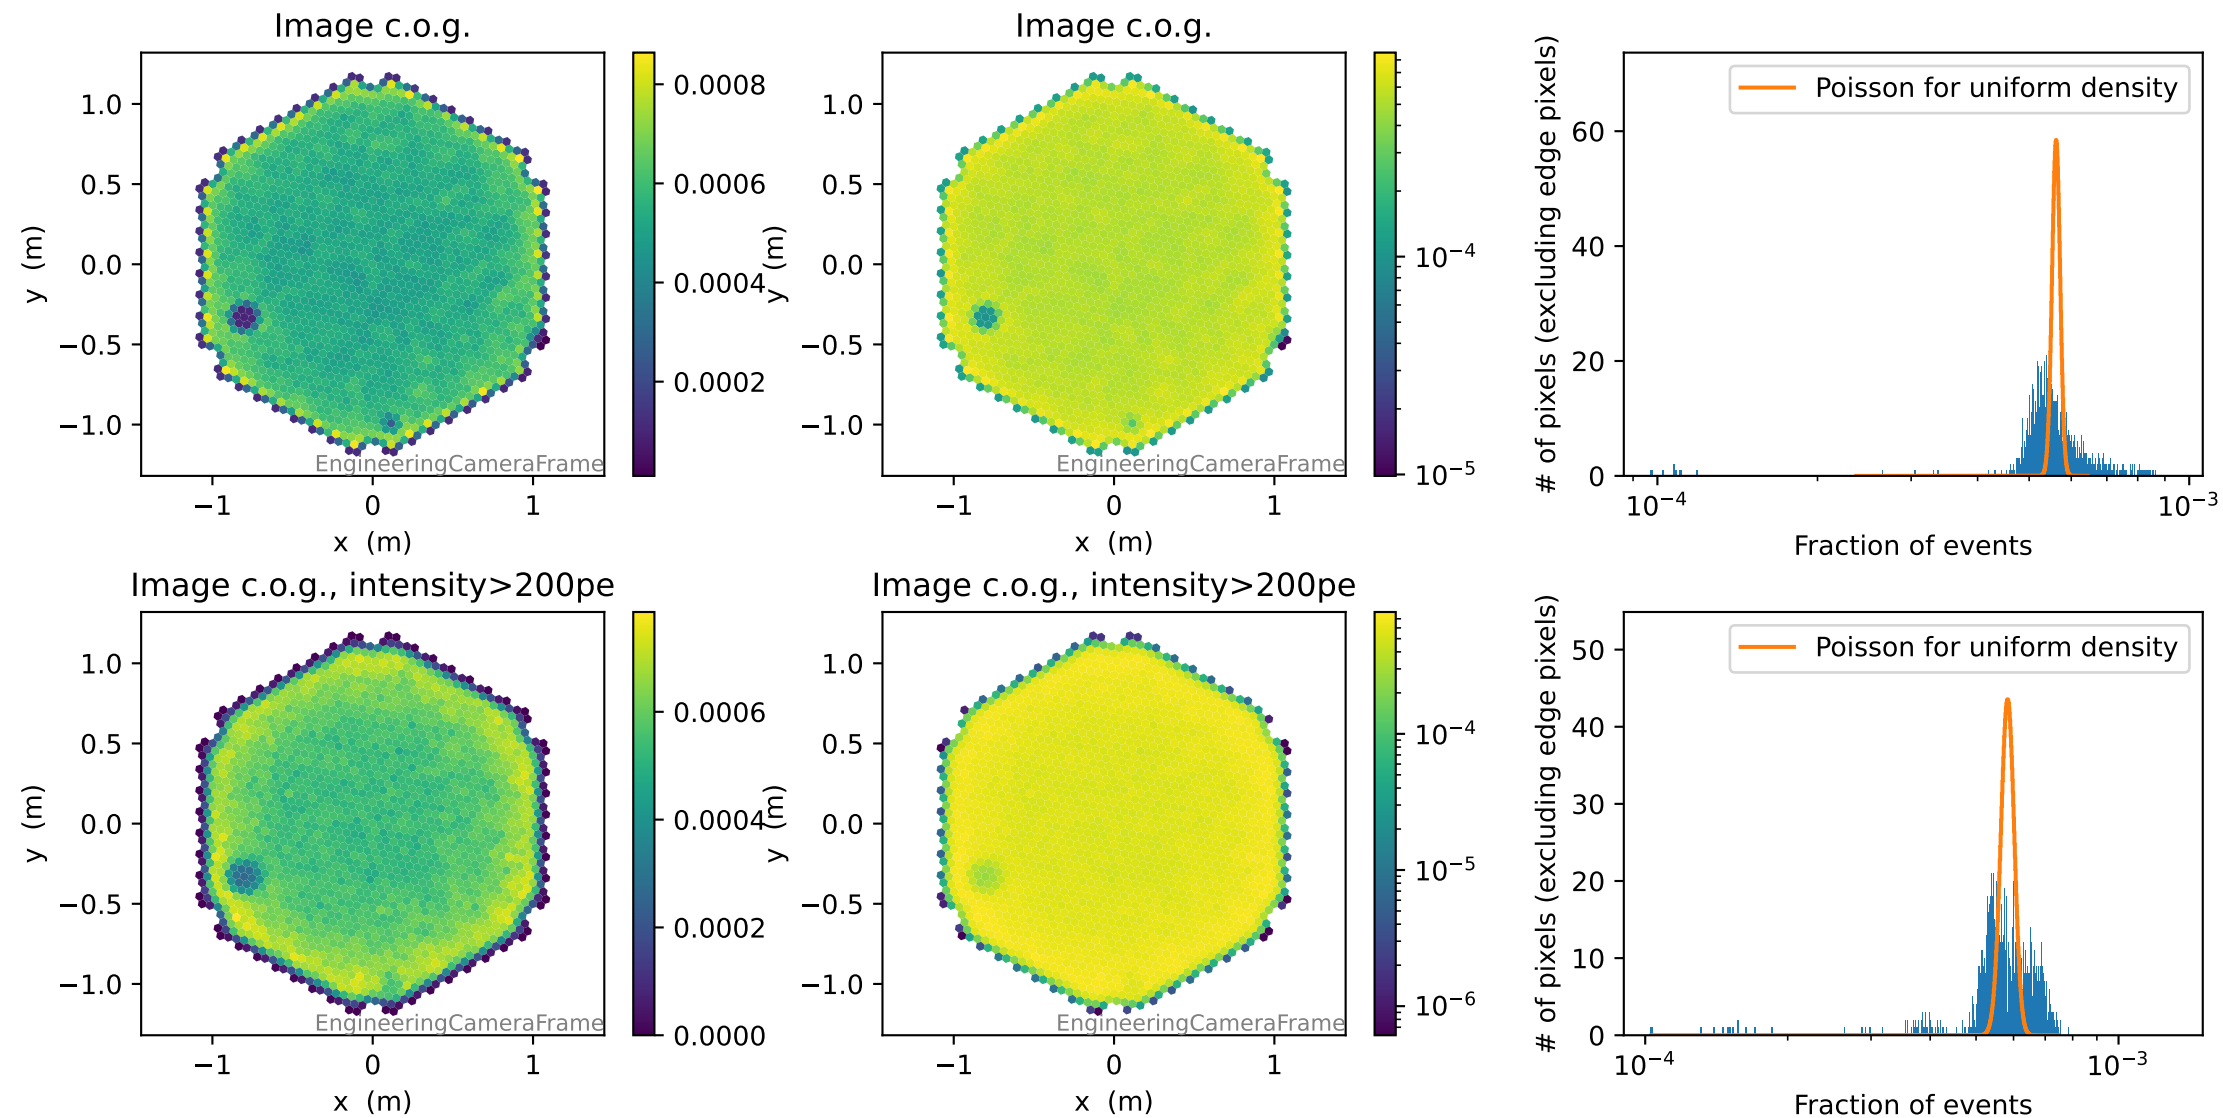 Image c.o.g.
1.0
0.5
0.0
−0.5
−1.0
y (m)
−1
0
1
x (m)
EngineeringCameraFrame
0.0008
0.0006
0.0004
0.0002
Image c.o.g.
1.0
0.5
0.0
−0.5
−1.0
y (m)
−1
0
1
x (m)
EngineeringCameraFrame
10−4
10−5
# of pixels (excluding edge pixels)
60
40
20
0
Poisson for uniform density
10−4
10−3
Fraction of events
Image c.o.g., intensity>200pe
1.0
0.5
0.0
−0.5
−1.0
y (m)
−1
0
1
x (m)
EngineeringCameraFrame
0.0006
0.0004
0.0002
0.0000
Image c.o.g., intensity>200pe
1.0
0.5
0.0
−0.5
−1.0
y (m)
−1
0
1
x (m)
EngineeringCameraFrame
10−4
10−5
10−6
# of pixels (excluding edge pixels)
50
40
30
20
10
0
Poisson for uniform density
10−4
10−3
Fraction of events